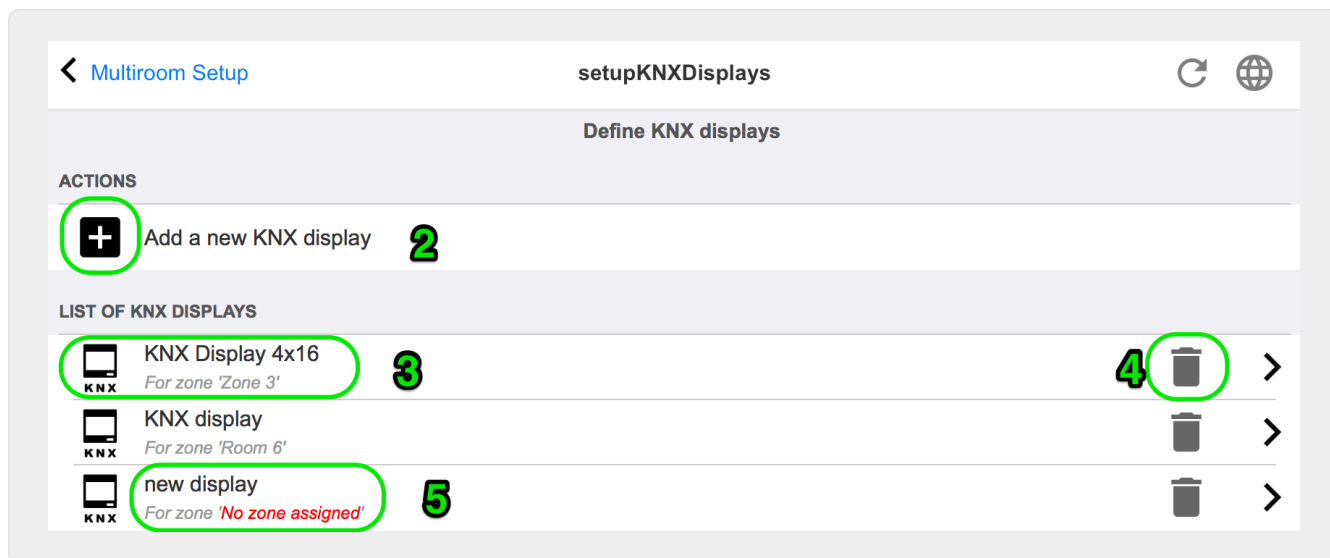 Multiroom Setup setupKNXDisplays
Define KNX displays
ACTIONS
Add a new KNX display 2
LIST OF KNX DISPLAYS
KNX Display 4x16
KNX For zone 'Zone 3' 3 4
KNX display
KNX For zone 'Room 6'
new display
KNX For zone 'No zone assigned' 5